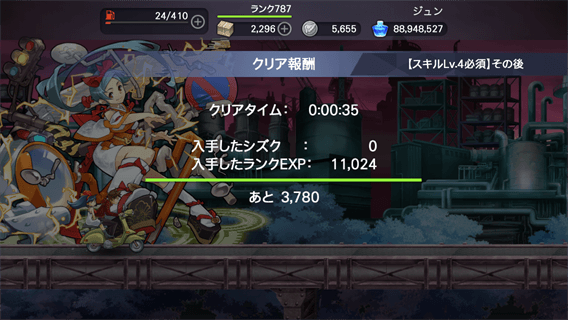 24/410
ランク787
2,296
5,655
ジュン
88,948,527
クリア報酬
【スキルLv.4必須】その後
クリアタイム： 0:00:35
入手したシズク ： 0
入手したランクEXP： 11,024
あと 3,780